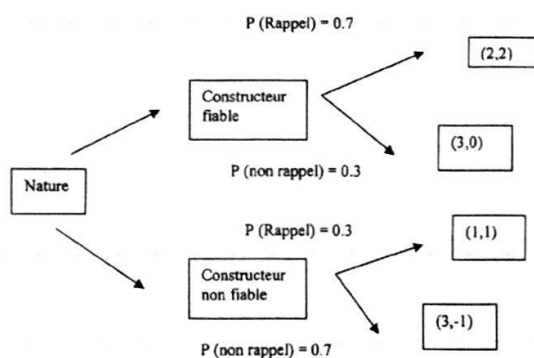 P (Rappel) = 0.7
(2,2)
Constructeur
fiable
(3,0)
P (non rappel) = 0.3
Nature
P (Rappel) = 0.3
(1,1)
Constructeur
non fiable
(3,-1)
P (non rappel) = 0.7